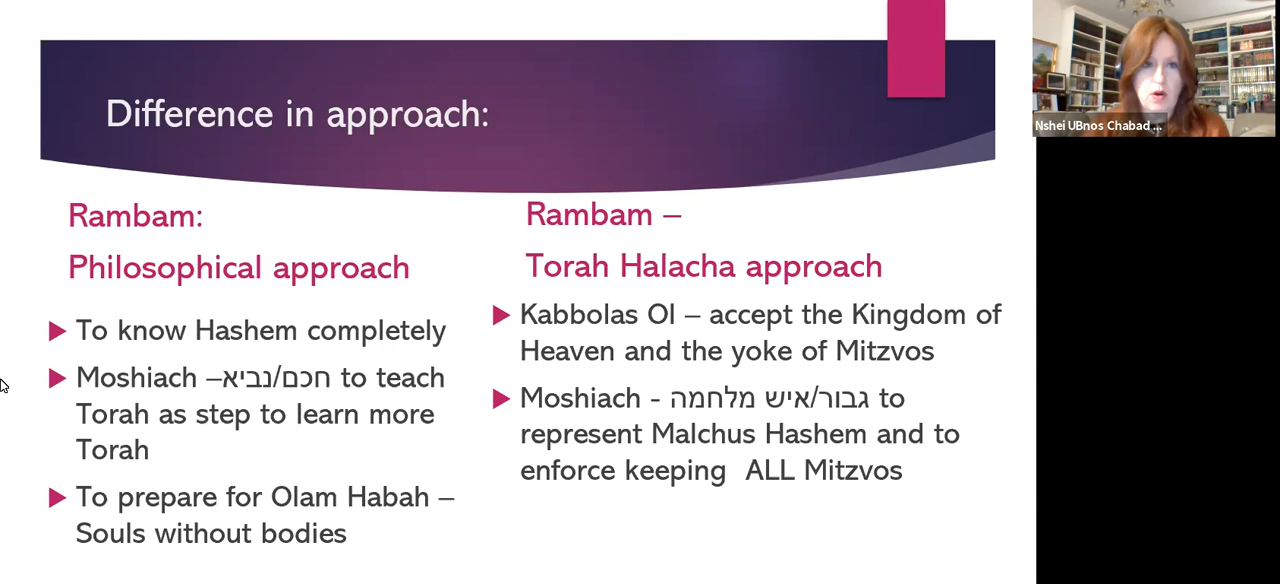 Difference in approach:
Rambam:
Philosophical approach
To know Hashem completely
Moshiach –חכם/נביא to teach
Torah as step to learn more
Torah
To prepare for Olam Habah –
Souls without bodies
Rambam –
Torah Halacha approach
Kabbolas Ol – accept the Kingdom of
Heaven and the yoke of Mitzvos
Moshiach - גבור/איש מלחמה to
represent Malchus Hashem and to
enforce keeping  ALL Mitzvos
Nshei UBnos Chabad ...